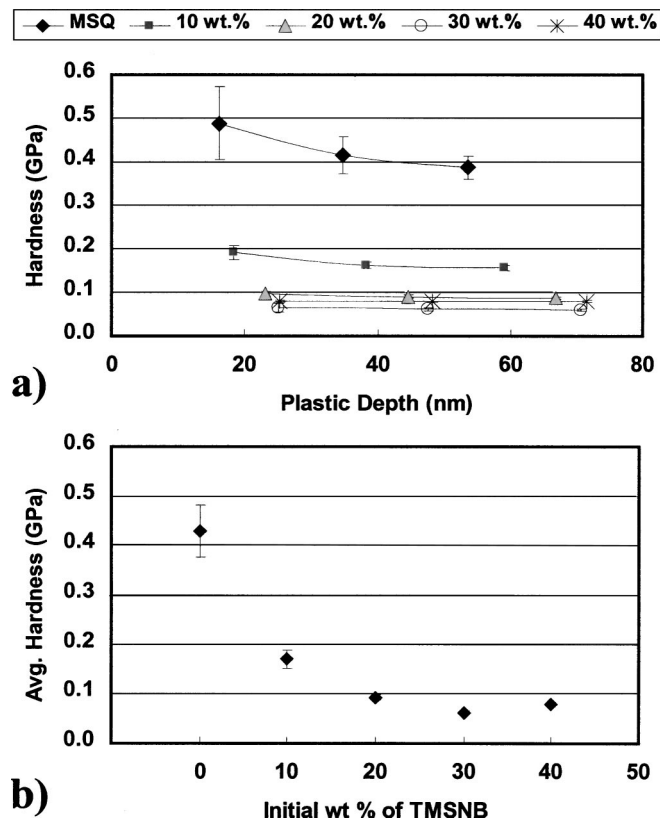 MSQ 10 wt.% 20 wt.% 30 wt.% 40 wt.%
0.6
0.5
0.4
0.3
0.2
0.1
0.0
Hardness (GPa)
0 20 40 60 80
Plastic Depth (nm)
a)
0.6
0.5
0.4
0.3
0.2
0.1
0.0
Avg. Hardness (GPa)
0 10 20 30 40 50
Initial wt % of TMSNB
b)